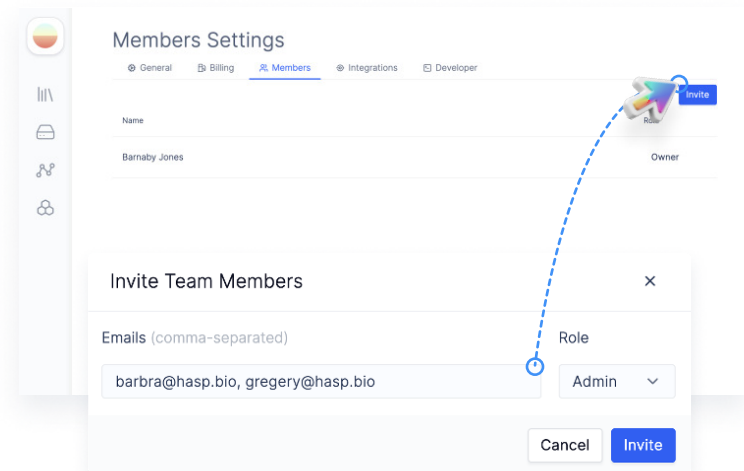 Members Settings
General Billing Members Integrations Developer
Invite
Name Role
Barnaby Jones Owner
Invite Team Members
Emails (comma-separated) Role
barbra@hasp.bio, gregery@hasp.bio Admin
Cancel Invite